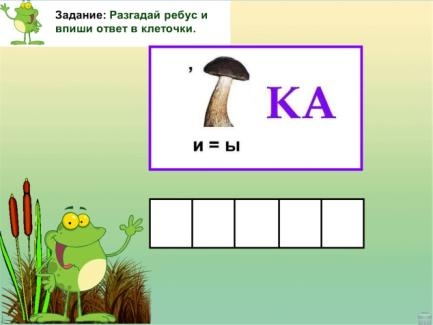 Задание: Разгадай ребус и
впиши ответ в клеточки.
,
КА
и = ы